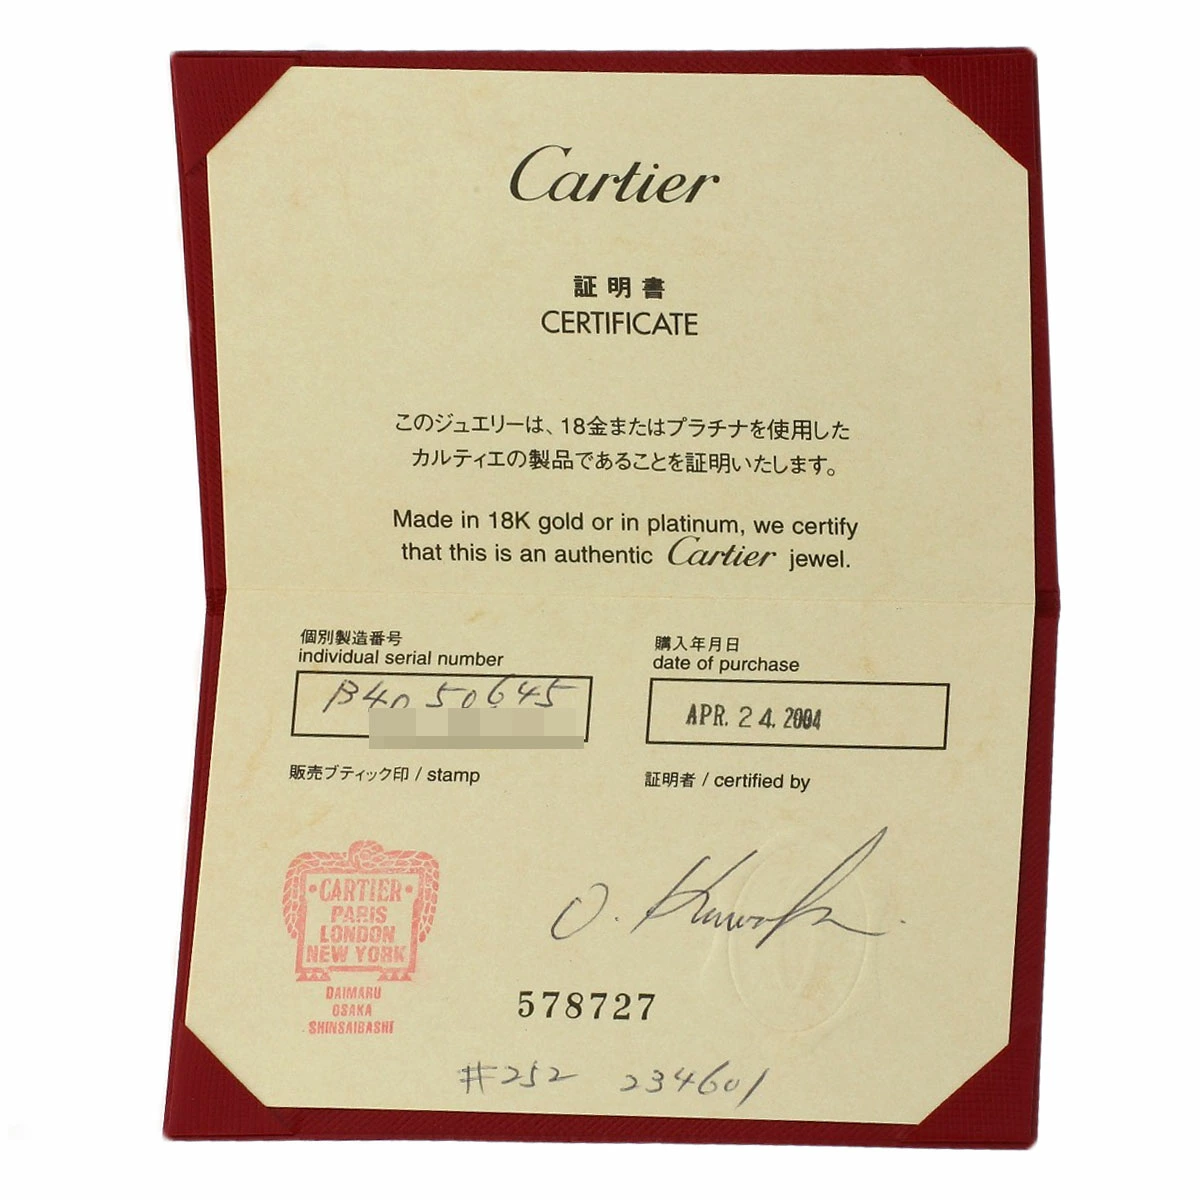 Cartier
証明書
CERTIFICATE
このジュエリーは、18金またはプラチナを使用した
カルティエの製品であることを証明いたします。
Made in 18K gold or in platinum, we certify
that this is an authentic Cartier jewel.
個別製造番号
individual serial number
B4050645
購入年月日
date of purchase
APR. 24. 2004
販売ブティック印 / stamp
証明者 / certified by
CARTIER
PARIS
LONDON
NEW YORK
DAIMARU
OSAKA
SHINSAIBASHI
578727
#252 234601